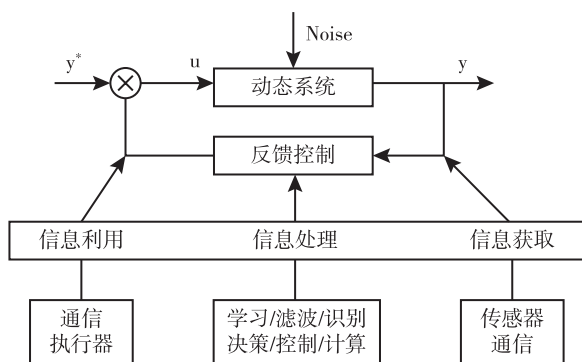 Noise
y*
u
动态系统
y
反馈控制
信息利用
信息处理
信息获取
通信
执行器
学习/滤波/识别
决策/控制/计算
传感器
通信